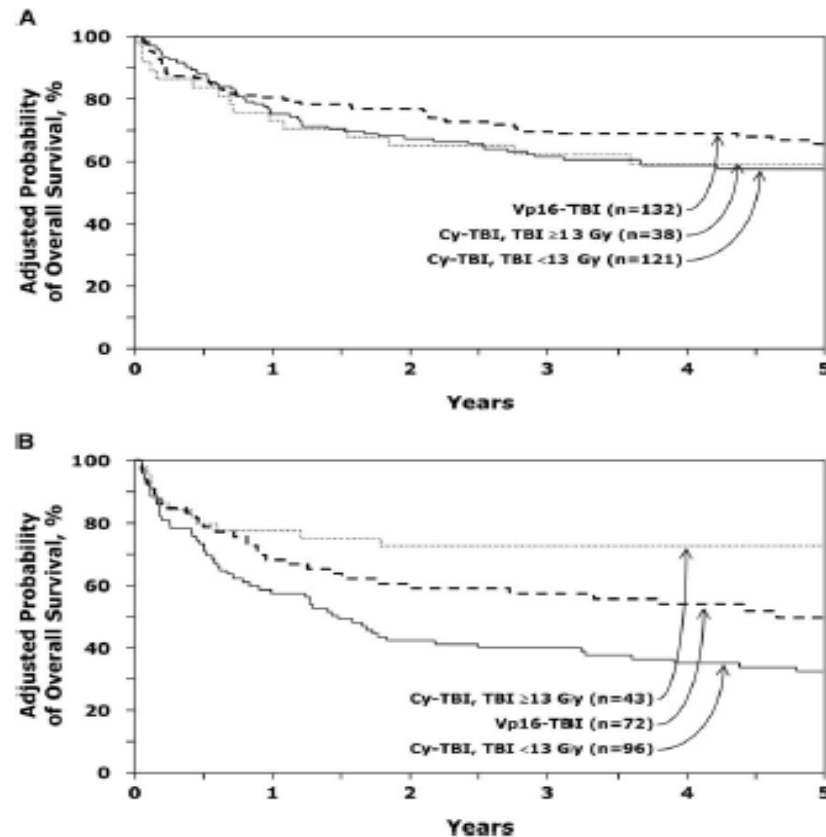 A
Adjusted Probability
of Overall Survival, %
100
80
60
40
20
0
Vp16-TBI (n=132)
Cy-TBI, TBI ≥13 Gy (n=38)
Cy-TBI, TBI <13 Gy (n=121)
0 1 2 3 4 5
Years
B
Adjusted Probability
of Overall Survival, %
100
80
60
40
20
0
Cy-TBI, TBI ≥13 Gy (n=43)
Vp16-TBI (n=72)
Cy-TBI, TBI <13 Gy (n=96)
0 1 2 3 4 5
Years